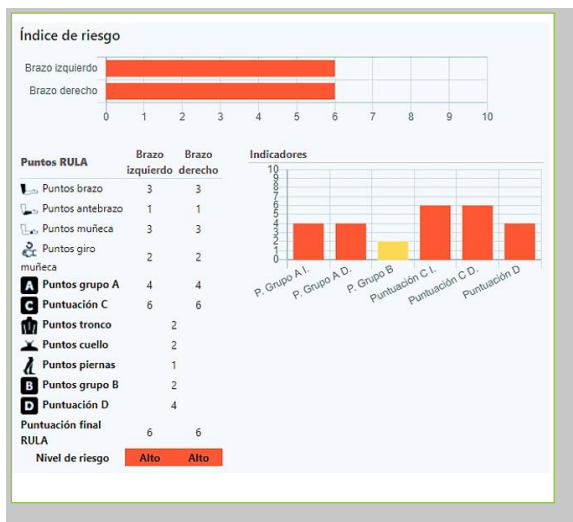 Índice de riesgo
Brazo izquierdo
Brazo derecho
0 1 2 3 4 5 6 7 8 9 10
Puntos RULA Brazo izquierdo Brazo derecho
Puntos brazo 3 3
Puntos antebrazo 1 1
Puntos muñeca 3 3
Puntos giro muñeca 2 2
A Puntos grupo A 4 4
C Puntuación C 6 6
Puntos tronco 2
Puntos cuello 2
Puntos piernas 1
B Puntos grupo B 2
D Puntuación D 4
Puntuación final RULA 6 6
Nivel de riesgo Alto Alto
Indicadores
10
9
8
7
6
5
4
3
2
1
0
P. Grupo A I.
P. Grupo A D.
P. Grupo B
Puntuación C I.
Puntuación C D.
Puntuación D